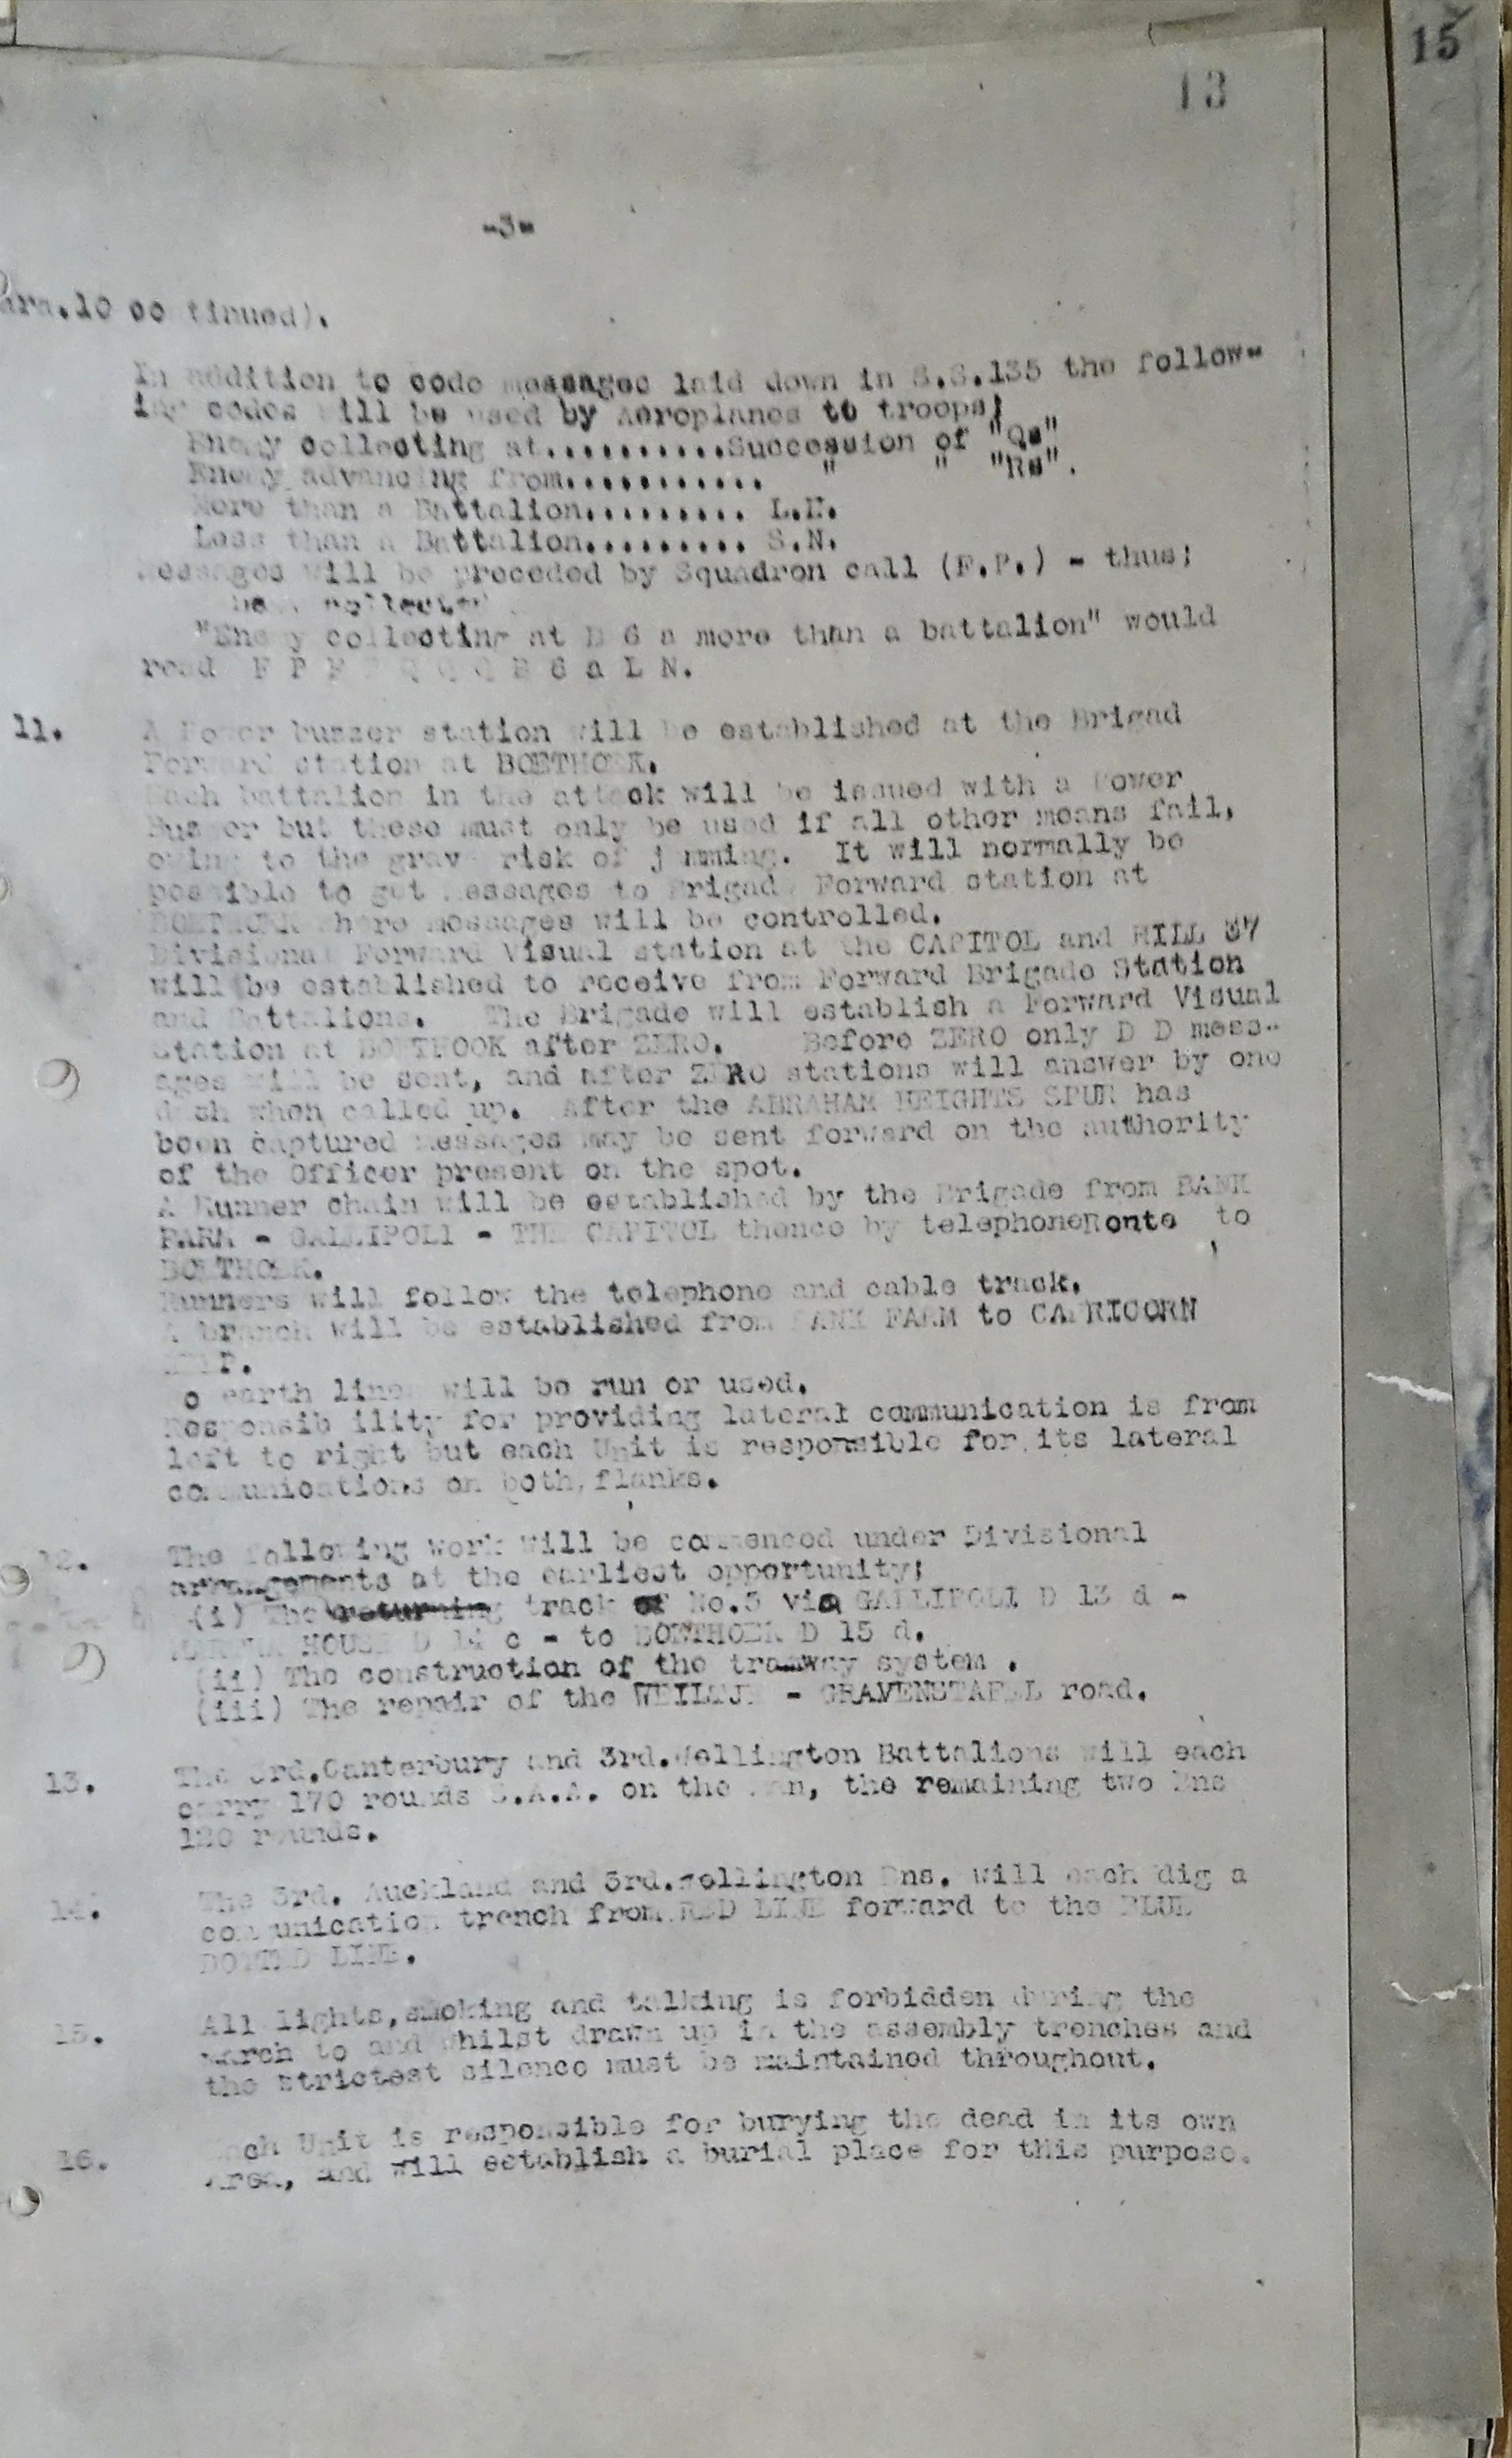 15
13
-3-
Para.10 co tinued).
In addition to code messages laid down in S.S.135 the follow-
ing codes will be used by Aeroplanes to troops;
Enemy collecting at...........Succession of "Qs"
Enemy advancing from............ " " "Rs".
More than a Battalion.......... L.N.
Less than a Battalion.......... S.N.
Messages will be preceded by Squadron call (F.P.) - thus;
"Enemy collecting at D 6 a more than a battalion" would
read F P F P Q Q Q D 6 a L N.
11.
A Power buzzer station will be established at the Brigad
Forward station at BOETHOEK.
Each battalion in the attack will be issued with a Power
Buzzer but these must only be used if all other means fail,
owing to the grave risk of jamming. It will normally be
possible to get messages to Brigade Forward station at
BOETHOEK where messages will be controlled.
Divisional Forward Visual station at the CAPITOL and HILL 37
will be established to receive from Forward Brigade Station
and Battalions. The Brigade will establish a Forward Visual
station at BOETHOOK after ZERO. Before ZERO only D D mess-
ages will be sent, and after ZERO stations will answer by one
dash when called up. After the ABRAHAM HEIGHTS SPUR has
been captured messages may be sent forward on the authority
of the Officer present on the spot.
A Runner chain will be established by the Brigade from BANK
FARM - GALLIPOLI - THE CAPITOL thence by telephone Route to
BOETHOEK.
Runners will follow the telephone and cable track.
A branch will be established from BANK FARM to CAPRICORN
No earth lines will be run or used.
Responsib ility for providing lateral communication is from
left to right but each Unit is responsible for its lateral
communications on both flanks.
12.
The following work will be commenced under Divisional
arrangements at the earliest opportunity;
(i) The returning track of No.5 via GALLIPOLI D 13 d -
HOUSE D 14 c - to BOETHOEK D 15 d.
(ii) The construction of the tramway system .
(iii) The repair of the WEILTJE - GRAVENSTAFEL road.
13.
The 3rd.Canterbury and 3rd.Wellington Battalions will each
carry 170 rounds S.A.A. on the man, the remaining two Bns
120 rounds.
14.
The 3rd. Auckland and 3rd.Wellington Bns. will each dig a
communication trench from RED LINE forward to the BLUE
DOTTED LINE.
15.
All lights,smoking and talking is forbidden during the
march to and whilst drawn up in the assembly trenches and
the strictest silence must be maintained throughout.
16.
Each Unit is responsible for burying the dead in its own
area, and will establish a burial place for this purpose.